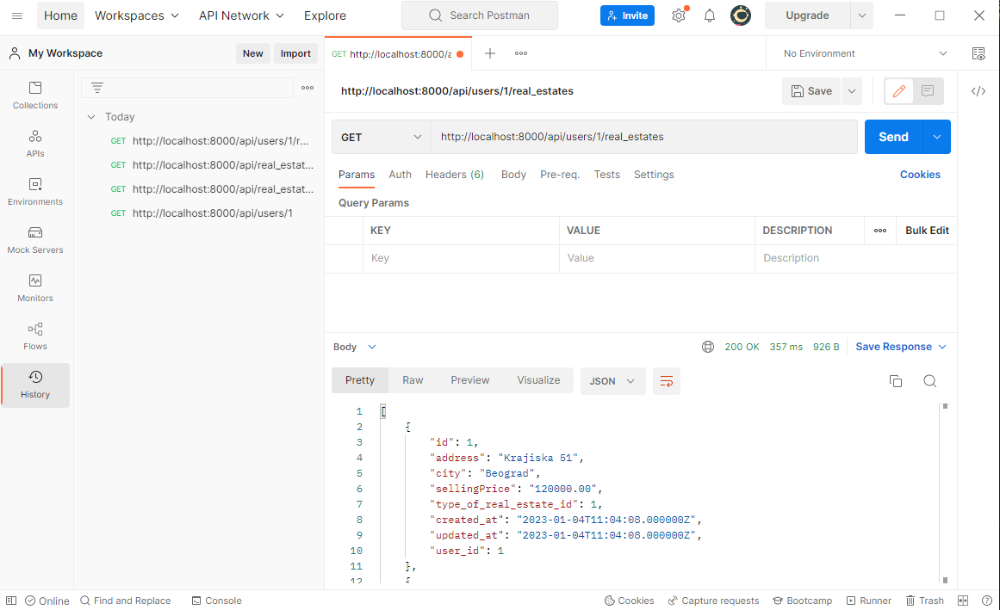 Home Workspaces API Network Explore Search Postman Invite Upgrade
My Workspace New Import GET http://localhost:8000/a No Environment
Collections
APIs
Environments
Mock Servers
Monitors
Flows
History
Today
GET http://localhost:8000/api/users/1/r...
GET http://localhost:8000/api/real_estat...
GET http://localhost:8000/api/real_estat...
GET http://localhost:8000/api/users/1
http://localhost:8000/api/users/1/real_estates Save
GET http://localhost:8000/api/users/1/real_estates Send
Params Auth Headers (6) Body Pre-req. Tests Settings Cookies
Query Params
KEY VALUE DESCRIPTION Bulk Edit
Key Value Description
Body 200 OK 357 ms 926 B Save Response
Pretty Raw Preview Visualize JSON
1 [
2 {
3 "id": 1,
4 "address": "Krajiska 51",
5 "city": "Beograd",
6 "sellingPrice": "120000.00",
7 "type_of_real_estate_id": 1,
8 "created_at": "2023-01-04T11:04:08.000000Z",
9 "updated_at": "2023-01-04T11:04:08.000000Z",
10 "user_id": 1
11 },
12 {
Online Find and Replace Console Cookies Capture requests Bootcamp Runner Trash